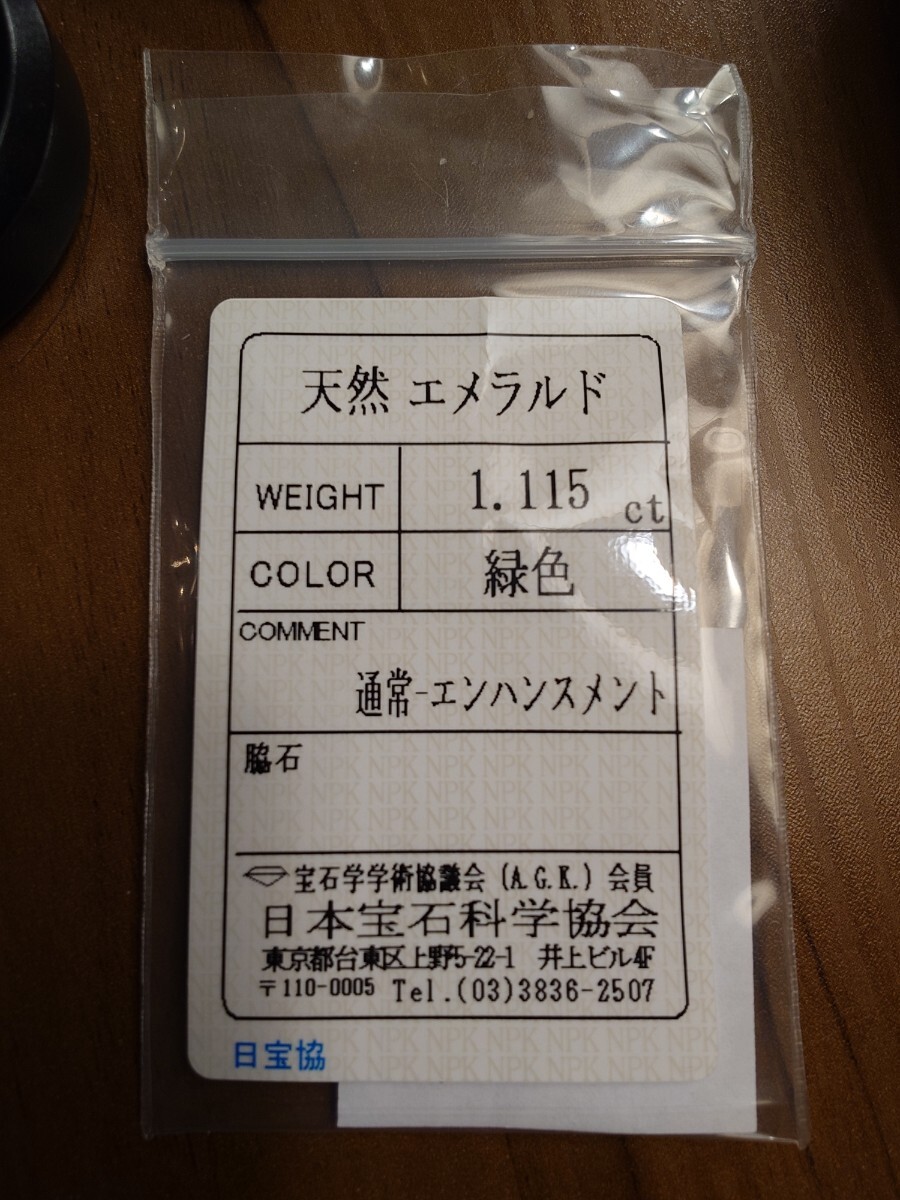 天然 エメラルド
WEIGHT 1.115 ct
COLOR 緑色
COMMENT
通常-エンハンスメント
脇石
宝石学学術協議会 (A.G.K.) 会員
日本宝石科学協会
東京都台東区上野5-22-1 井上ビル4F
〒110-0005 Tel.(03)3836-2507
日宝協